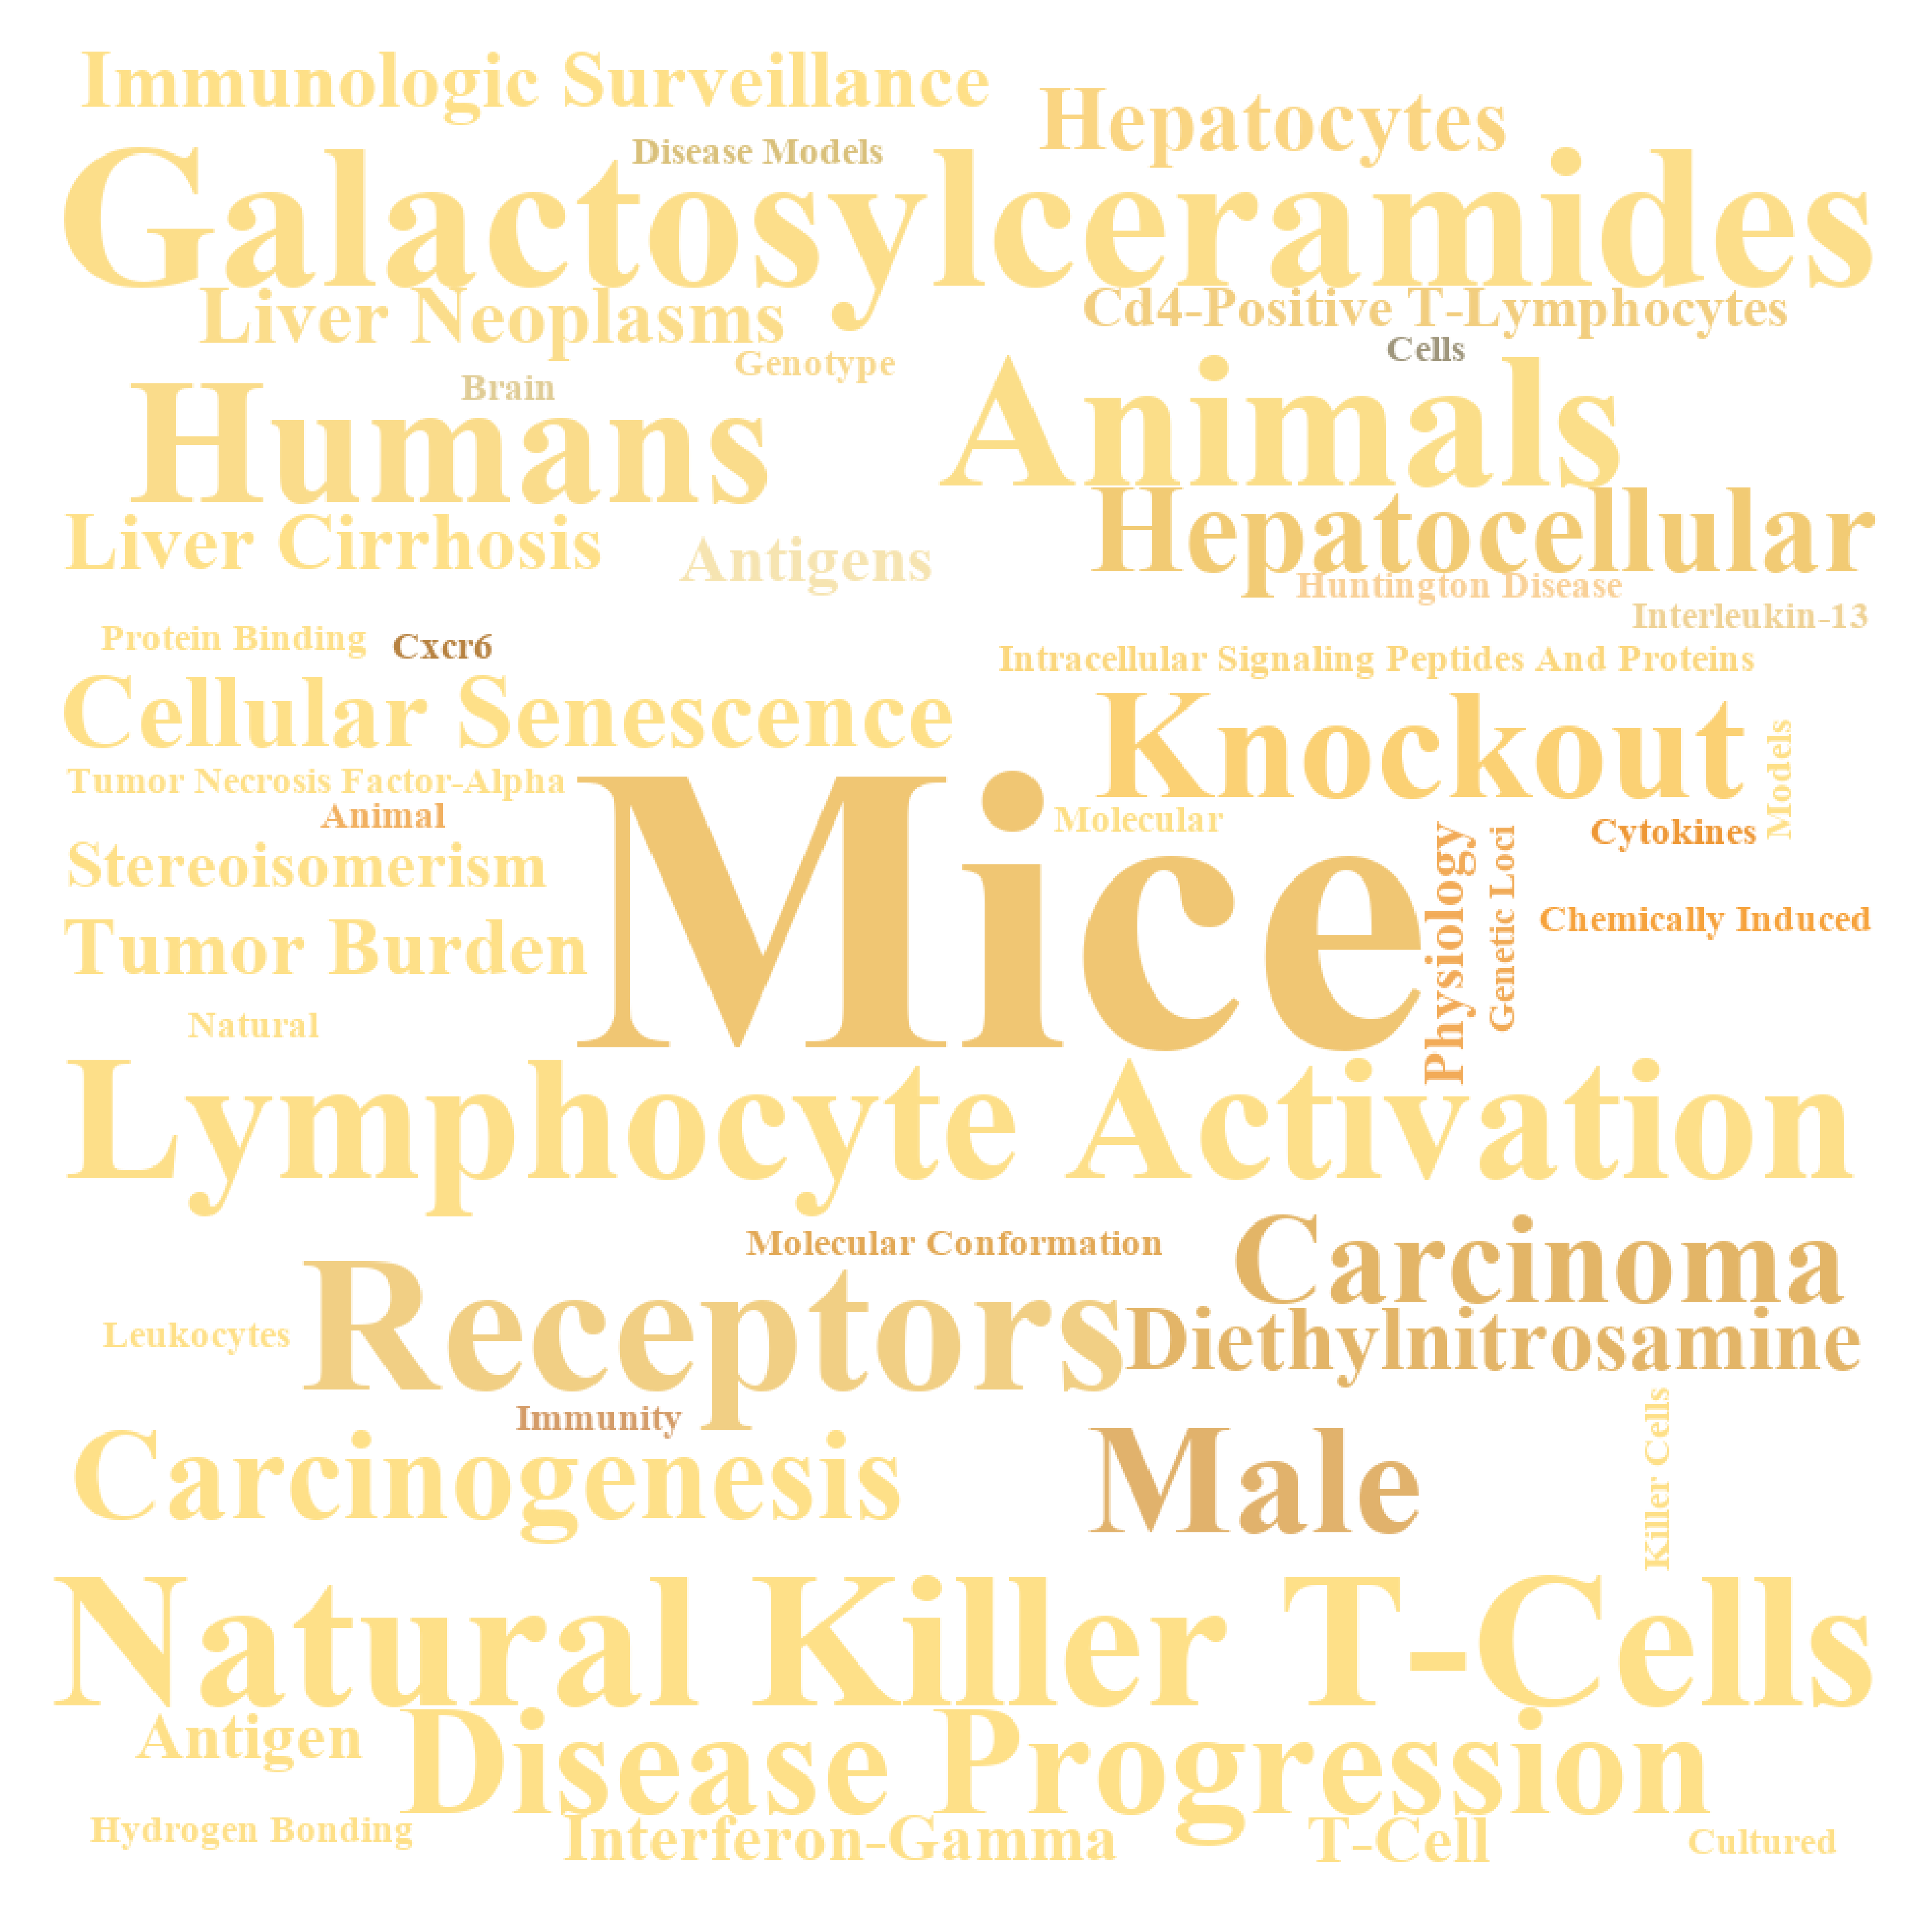 Immunologic Surveillance
Hepatocytes
Disease Models
Galactosylceramides
Liver Neoplasms
Cd4-Positive T-Lymphocytes
Genotype
Cells
Brain
Humans
Animals
Liver Cirrhosis
Antigens
Hepatocellular
Huntington Disease
Interleukin-13
Protein Binding
Cxcr6
Intracellular Signaling Peptides And Proteins
Cellular Senescence
Knockout
Models
Tumor Necrosis Factor-Alpha
Animal
Mice
Molecular
Cytokines
Stereoisomerism
Physiology
Genetic Loci
Chemically Induced
Tumor Burden
Natural
Lymphocyte Activation
Molecular Conformation
Carcinoma
Receptors
Leukocytes
Diethylnitrosamine
Immunity
Carcinogenesis
Male
Killer Cells
Natural Killer T-Cells
Antigen
Disease Progression
Hydrogen Bonding
Interferon-Gamma
T-Cell
Cultured